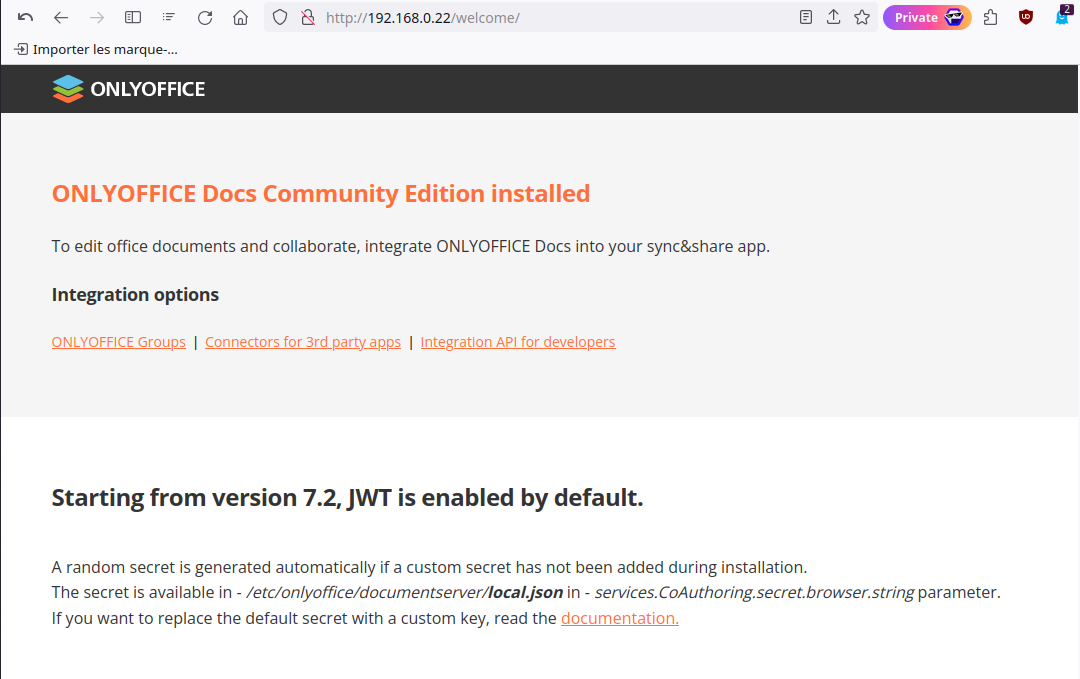 http://192.168.0.22/welcome/
Private
2
Importer les marque-...
ONLYOFFICE
ONLYOFFICE Docs Community Edition installed
To edit office documents and collaborate, integrate ONLYOFFICE Docs into your sync&share app.
Integration options
ONLYOFFICE Groups | Connectors for 3rd party apps | Integration API for developers
Starting from version 7.2, JWT is enabled by default.
A random secret is generated automatically if a custom secret has not been added during installation.
The secret is available in - /etc/onlyoffice/documentserver/local.json in - services.CoAuthoring.secret.browser.string parameter.
If you want to replace the default secret with a custom key, read the documentation.